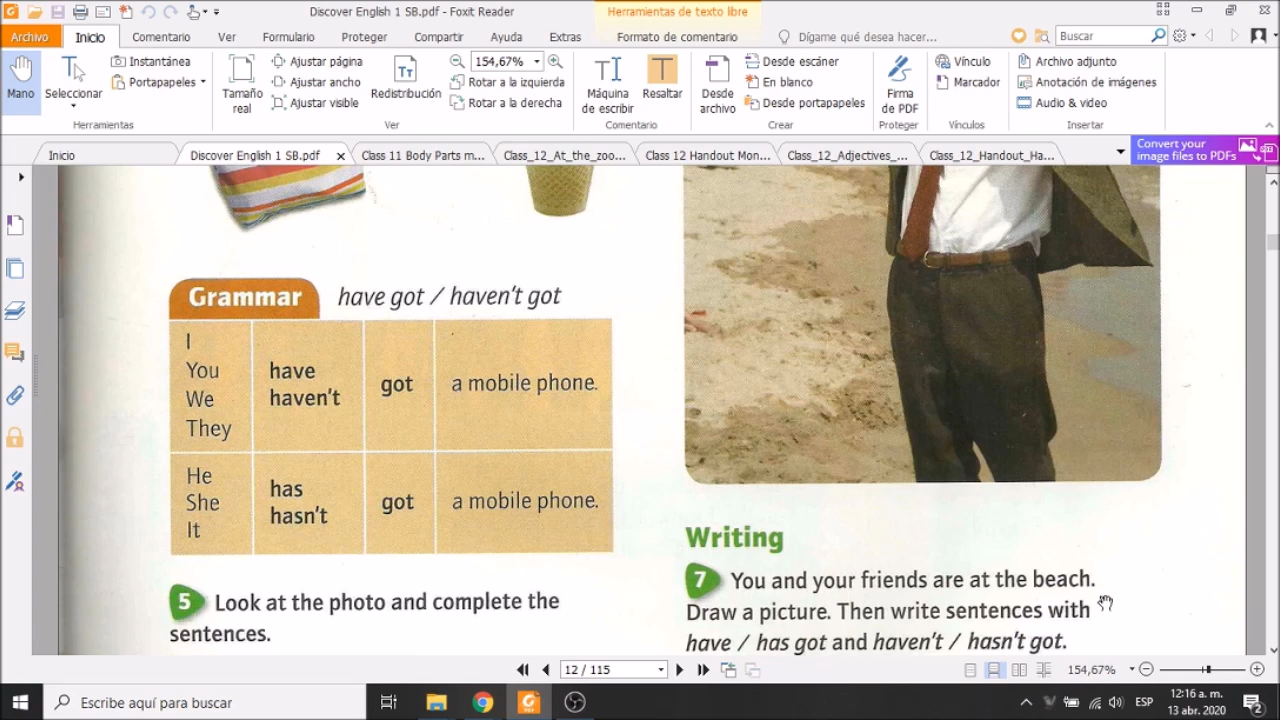 Discover English 1 SB.pdf - Foxit Reader
Herramientas de texto libre
Archivo
Inicio
Comentario
Ver
Formulario
Proteger
Compartir
Ayuda
Extras
Formato de comentario
Dígame qué desea hacer...
Buscar
Mano
Seleccionar
Instantánea
Portapapeles
Herramientas
Tamaño real
Ajustar página
Ajustar ancho
Ajustar visible
Redistribución
154,67%
Rotar a la izquierda
Rotar a la derecha
Ver
Máquina de escribir
Resaltar
Comentario
Desde archivo
Desde escáner
En blanco
Desde portapapeles
Crear
Firma de PDF
Proteger
Vínculo
Marcador
Vínculos
Archivo adjunto
Anotación de imágenes
Audio & video
Insertar
Inicio
Discover English 1 SB.pdf
Class 11 Body Parts m...
Class_12_At_the_zoo...
Class 12 Handout Mon...
Class_12_Adjectives_...
Class_12_Handout_Ha...
Convert your
image files to PDFs
Grammar have got / haven't got
I
You
We
They
have
haven't
got
a mobile phone.
He
She
It
has
hasn't
got
a mobile phone.
5 Look at the photo and complete the
sentences.
Writing
7 You and your friends are at the beach.
Draw a picture. Then write sentences with
have / has got and haven't / hasn't got.
12 / 115
154,67%
Escribe aquí para buscar
ESP
12:16 a. m.
13 abr. 2020
2